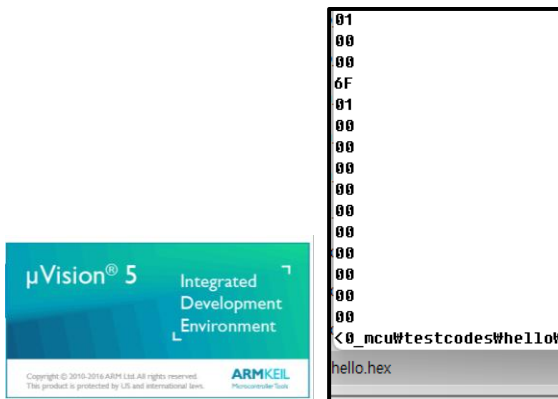 µVision® 5
Integrated
Development
Environment
Copyright © 2010-2016 ARM Ltd. All rights reserved.
This product is protected by US and international laws.
ARMKEIL
Microcontroller Tools
01
00
00
6F
01
00
00
00
00
00
00
00
00
00
00
<0_mcu₩testcodes₩hello₩
hello.hex